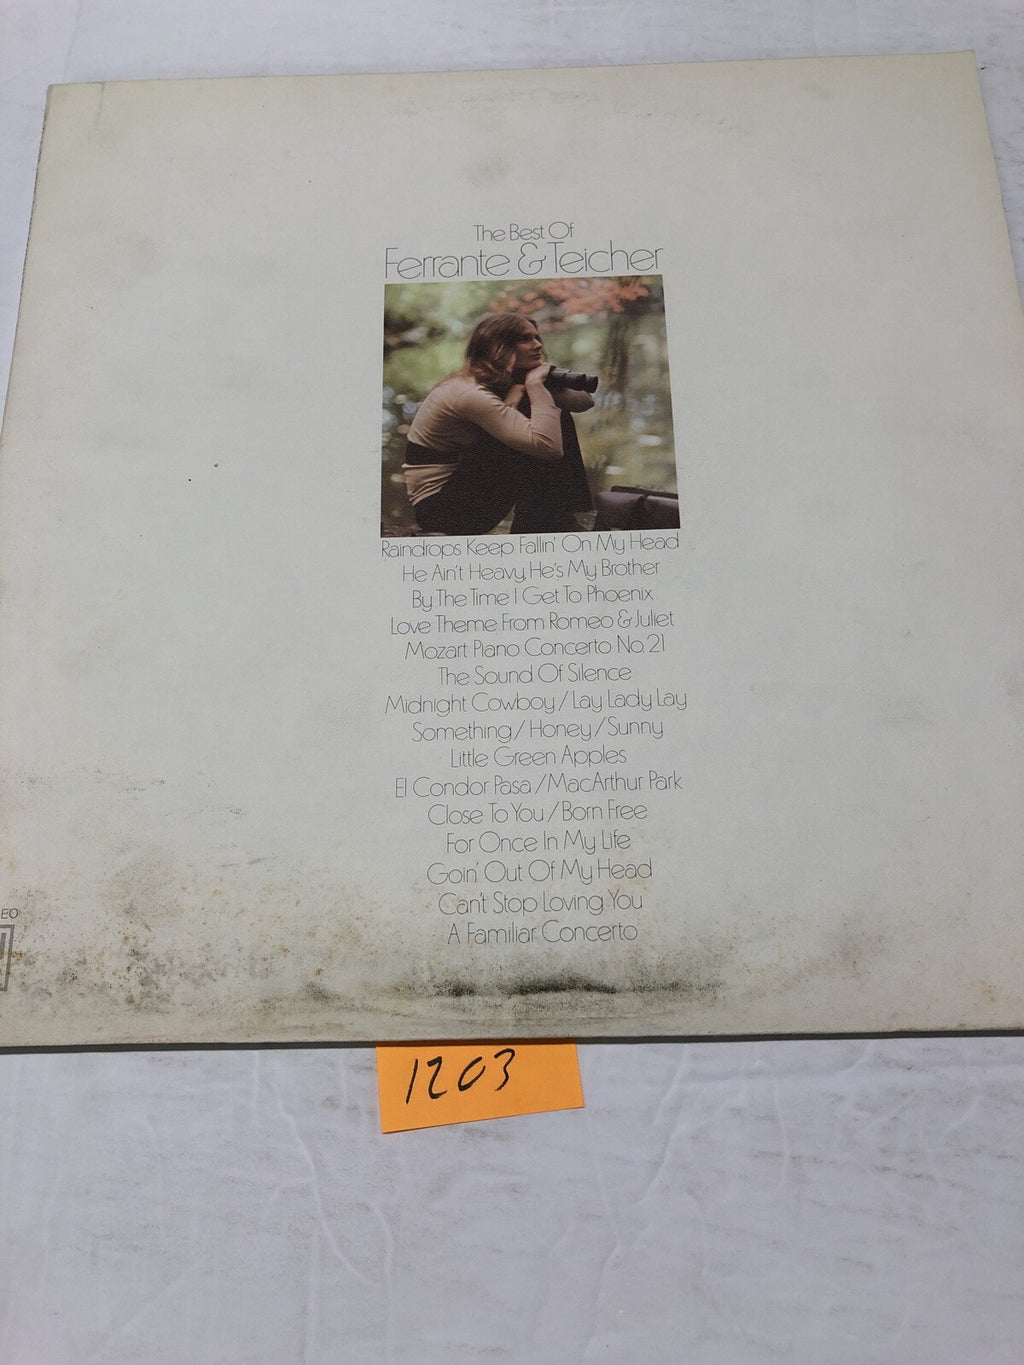 The Best Of
Ferrante & Teicher
Raindrops Keep Fallin' On My Head
He Ain't Heavy, He's My Brother
By The Time I Get To Phoenix
Love Theme From Romeo & Juliet
Mozart Piano Concerto No. 21
The Sound Of Silence
Midnight Cowboy / Lay Lady Lay
Something / Honey / Sunny
Little Green Apples
El Condor Pasa / MacArthur Park
Close To You / Born Free
For Once In My Life
Goin' Out Of My Head
Can't Stop Loving You
A Familiar Concerto
EO
1203